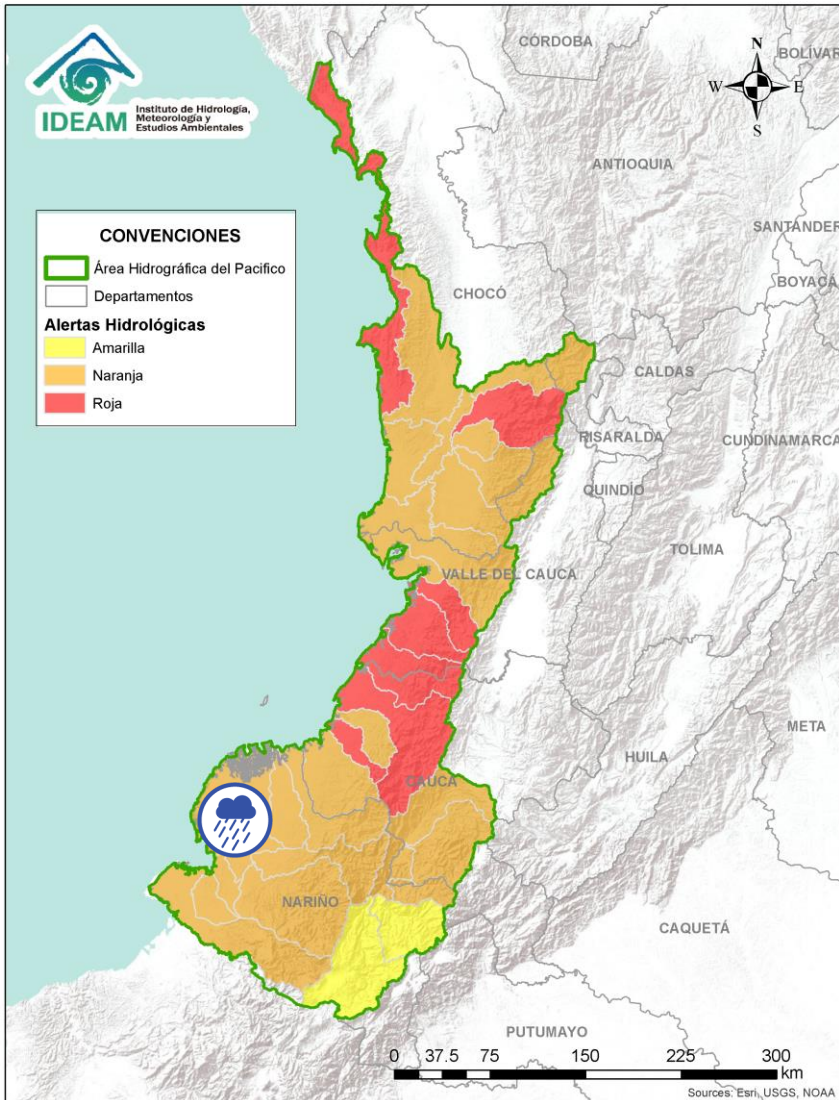 IDEAM
Instituto de Hidrología,
Meteorología y
Estudios Ambientales
CÓRDOBA
BOLÍVAR
N
W
E
S
ANTIOQUIA
SANTANDER
BOYACÁ
CONVENCIONES
Área Hidrográfica del Pacifico
Departamentos
Alertas Hidrológicas
Amarilla
Naranja
Roja
CHOCÓ
CALDAS
RISARALDA
CUNDINAMARCA
QUINDÍO
TOLIMA
VALLE DEL CAUCA
META
HUILA
CAUCA
NARIÑO
CAQUETÁ
PUTUMAYO
0 37.5 75 150 225 300
km
Sources: Esri, USGS, NOAA